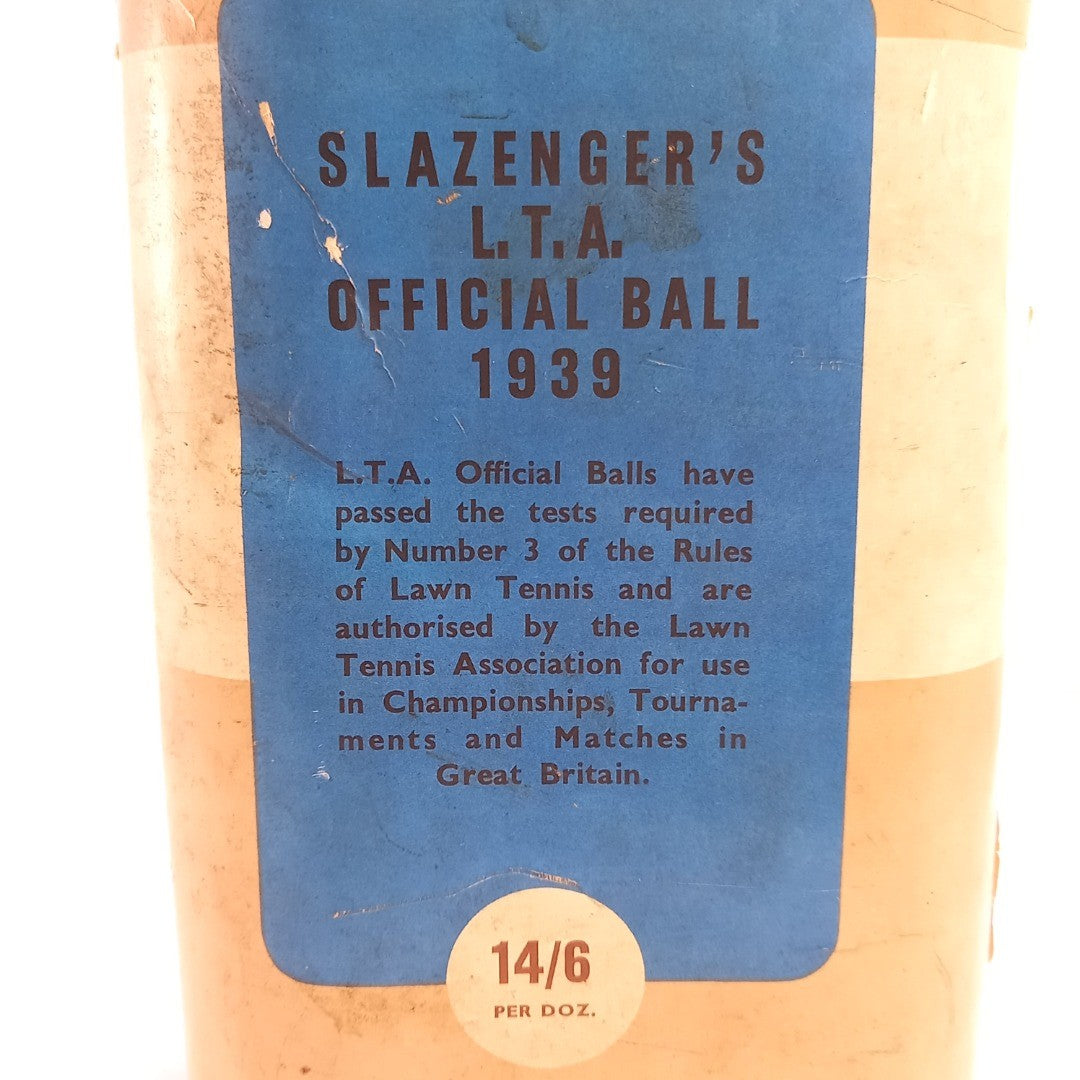 SLAZENGER'S
L.T.A.
OFFICIAL BALL
1939
L.T.A. Official Balls have
passed the tests required
by Number 3 of the Rules
of Lawn Tennis and are
authorised by the Lawn
Tennis Association for use
in Championships, Tourna-
ments and Matches in
Great Britain.
14/6
PER DOZ.